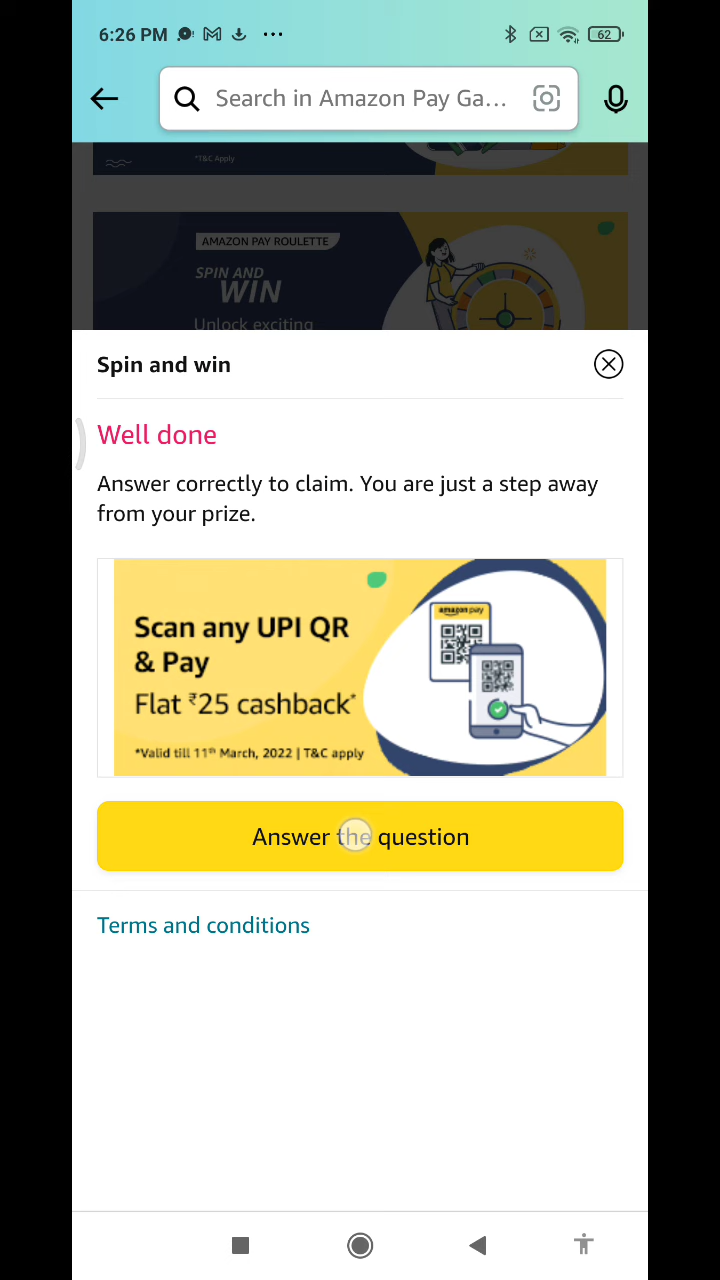 6:26 PM
62
Search in Amazon Pay Ga...
*T&C Apply
AMAZON PAY ROULETTE
SPIN AND
WIN
Unlock exciting
Spin and win
Well done
Answer correctly to claim. You are just a step away
from your prize.
amazon pay
Scan any UPI QR
& Pay
Flat ₹25 cashback*
*Valid till 11th March, 2022 | T&C apply
Answer the question
Terms and conditions